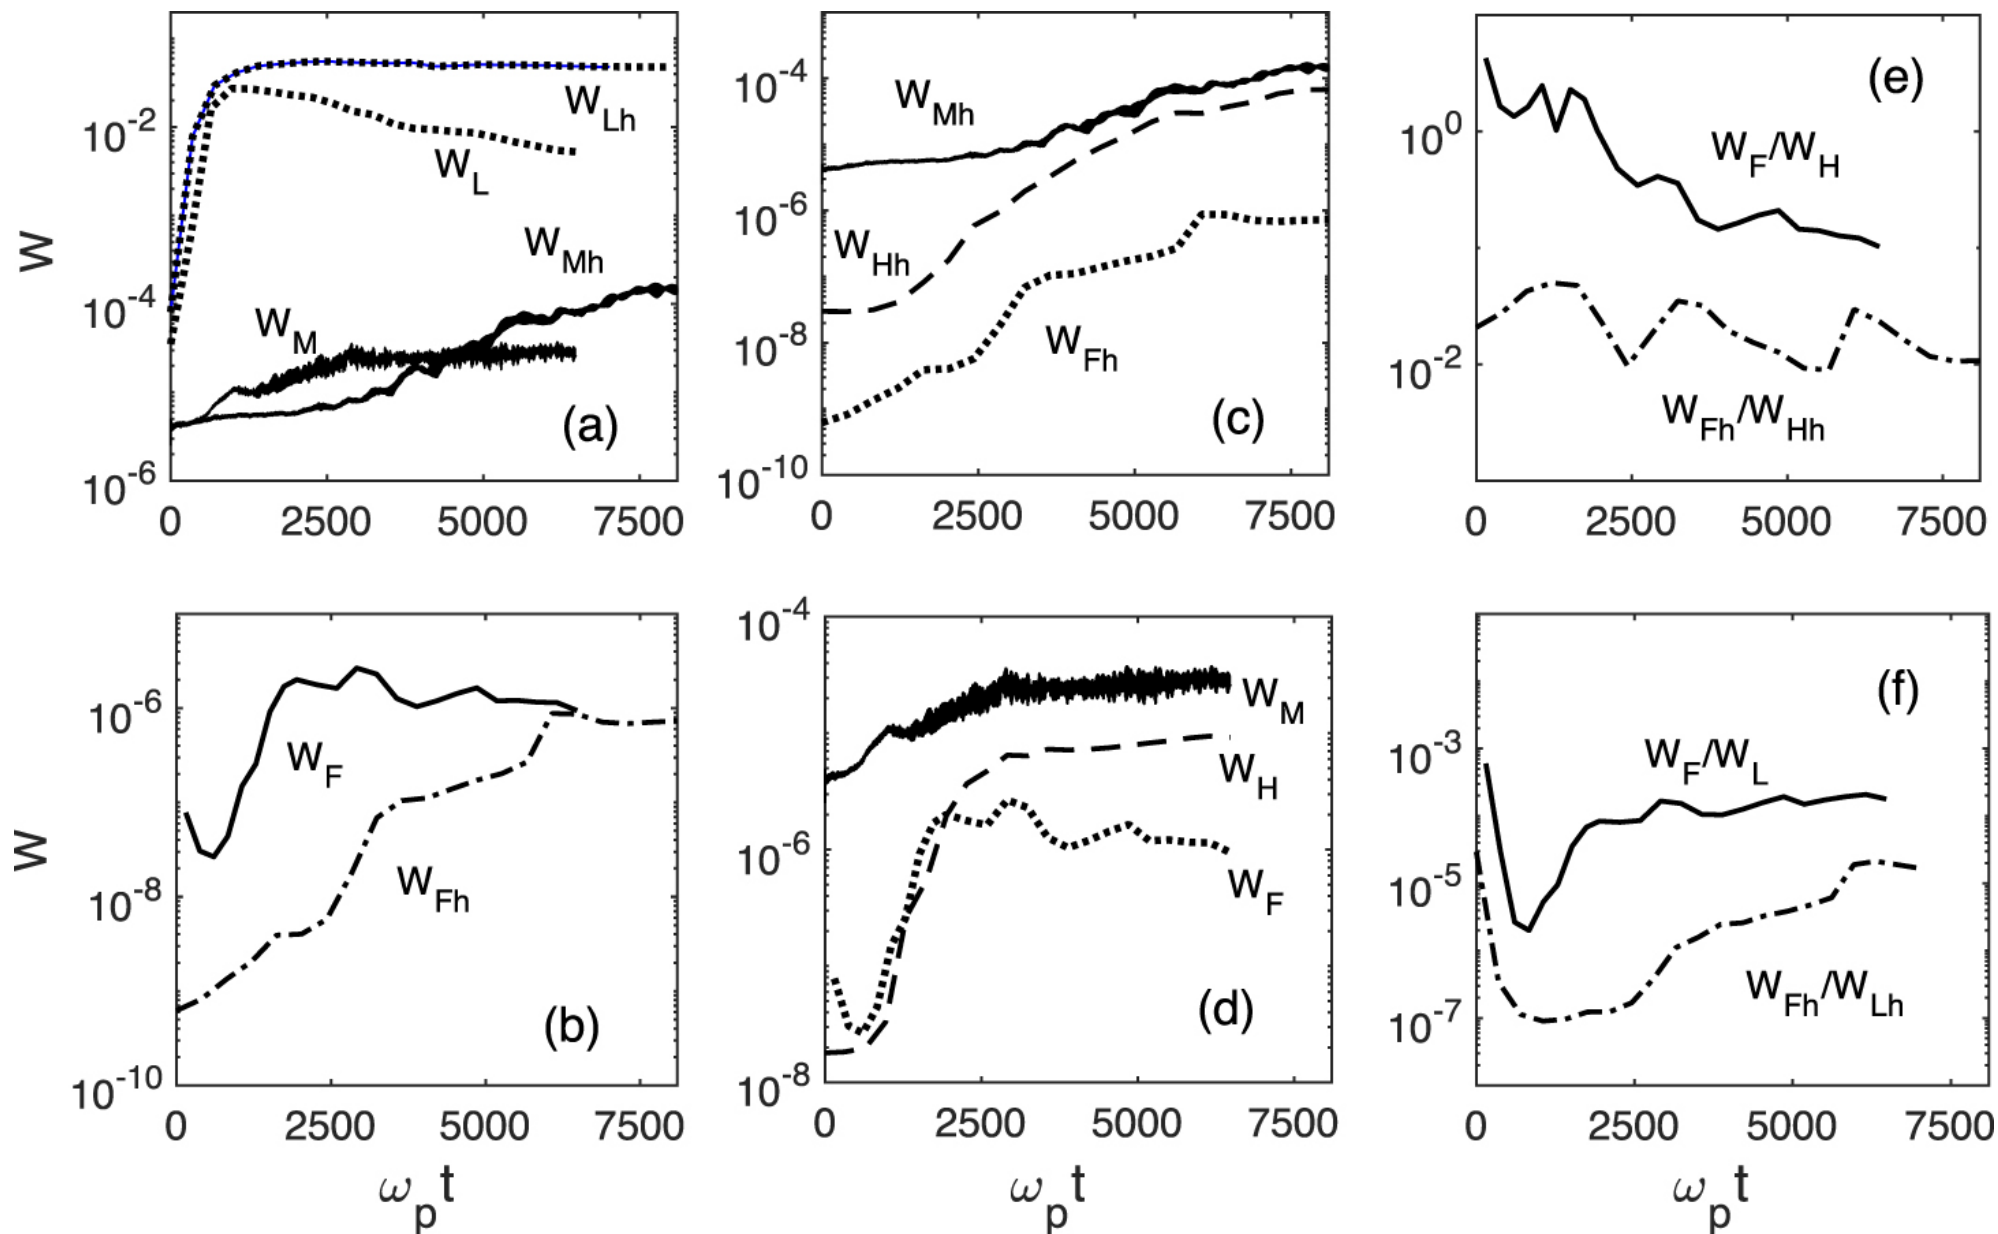 W
10^-2
10^-4
10^-6
W_Lh
W_L
W_Mh
W_M
(a)
0 2500 5000 7500
10^-4
10^-6
10^-8
10^-10
W_Mh
W_Hh
W_Fh
(c)
0 2500 5000 7500
10^0
10^-2
(e)
W_F/W_H
W_Fh/W_Hh
0 2500 5000 7500
W
10^-6
10^-8
10^-10
W_F
W_Fh
(b)
0 2500 5000 7500
ω_p t
10^-4
10^-6
10^-8
W_M
W_H
W_F
(d)
0 2500 5000 7500
ω_p t
10^-3
10^-5
10^-7
(f)
W_F/W_L
W_Fh/W_Lh
0 2500 5000 7500
ω_p t